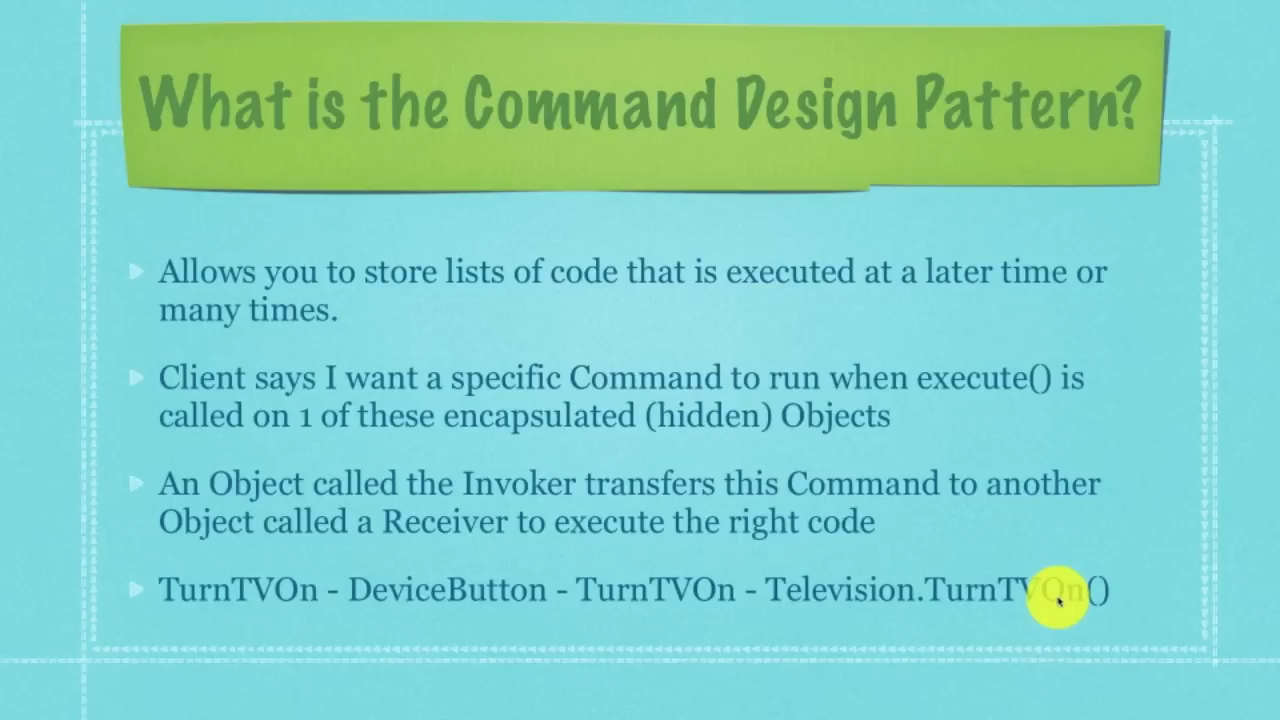 What is the Command Design Pattern?
Allows you to store lists of code that is executed at a later time or
many times.
Client says I want a specific Command to run when execute() is
called on 1 of these encapsulated (hidden) Objects
An Object called the Invoker transfers this Command to another
Object called a Receiver to execute the right code
TurnTVOn - DeviceButton - TurnTVOn - Television.TurnTVOn()